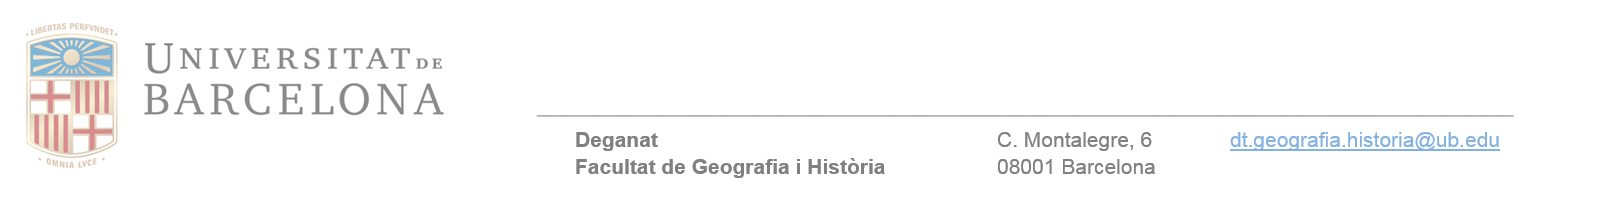 LIBERTAS PERFVNDET
OMNIA LVCE
UNIVERSITAT DE
BARCELONA
Deganat
Facultat de Geografia i Història
C. Montalegre, 6
08001 Barcelona
dt.geografia.historia@ub.edu